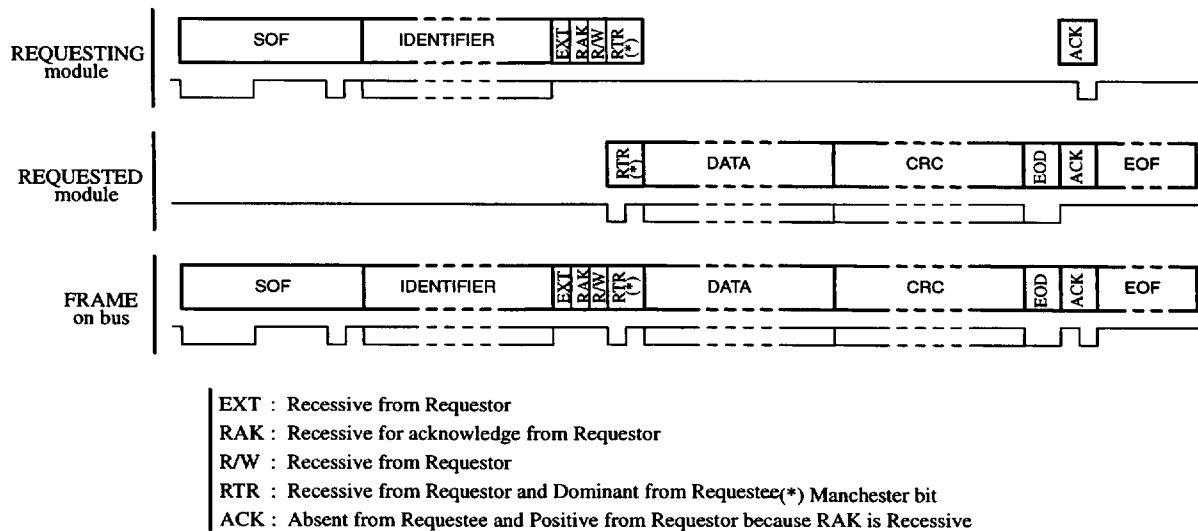 REQUESTING
module
SOF
IDENTIFIER
EXT
RAK
R/W
RTR
(*)
ACK
REQUESTED
module
RTR
(*)
DATA
CRC
EOD
ACK
EOF
FRAME
on bus
SOF
IDENTIFIER
EXT
RAK
R/W
RTR
(*)
DATA
CRC
EOD
ACK
EOF
EXT : Recessive from Requestor
RAK : Recessive for acknowledge from Requestor
R/W : Recessive from Requestor
RTR : Recessive from Requestor and Dominant from Requestee(*) Manchester bit
ACK : Absent from Requestee and Positive from Requestor because RAK is Recessive